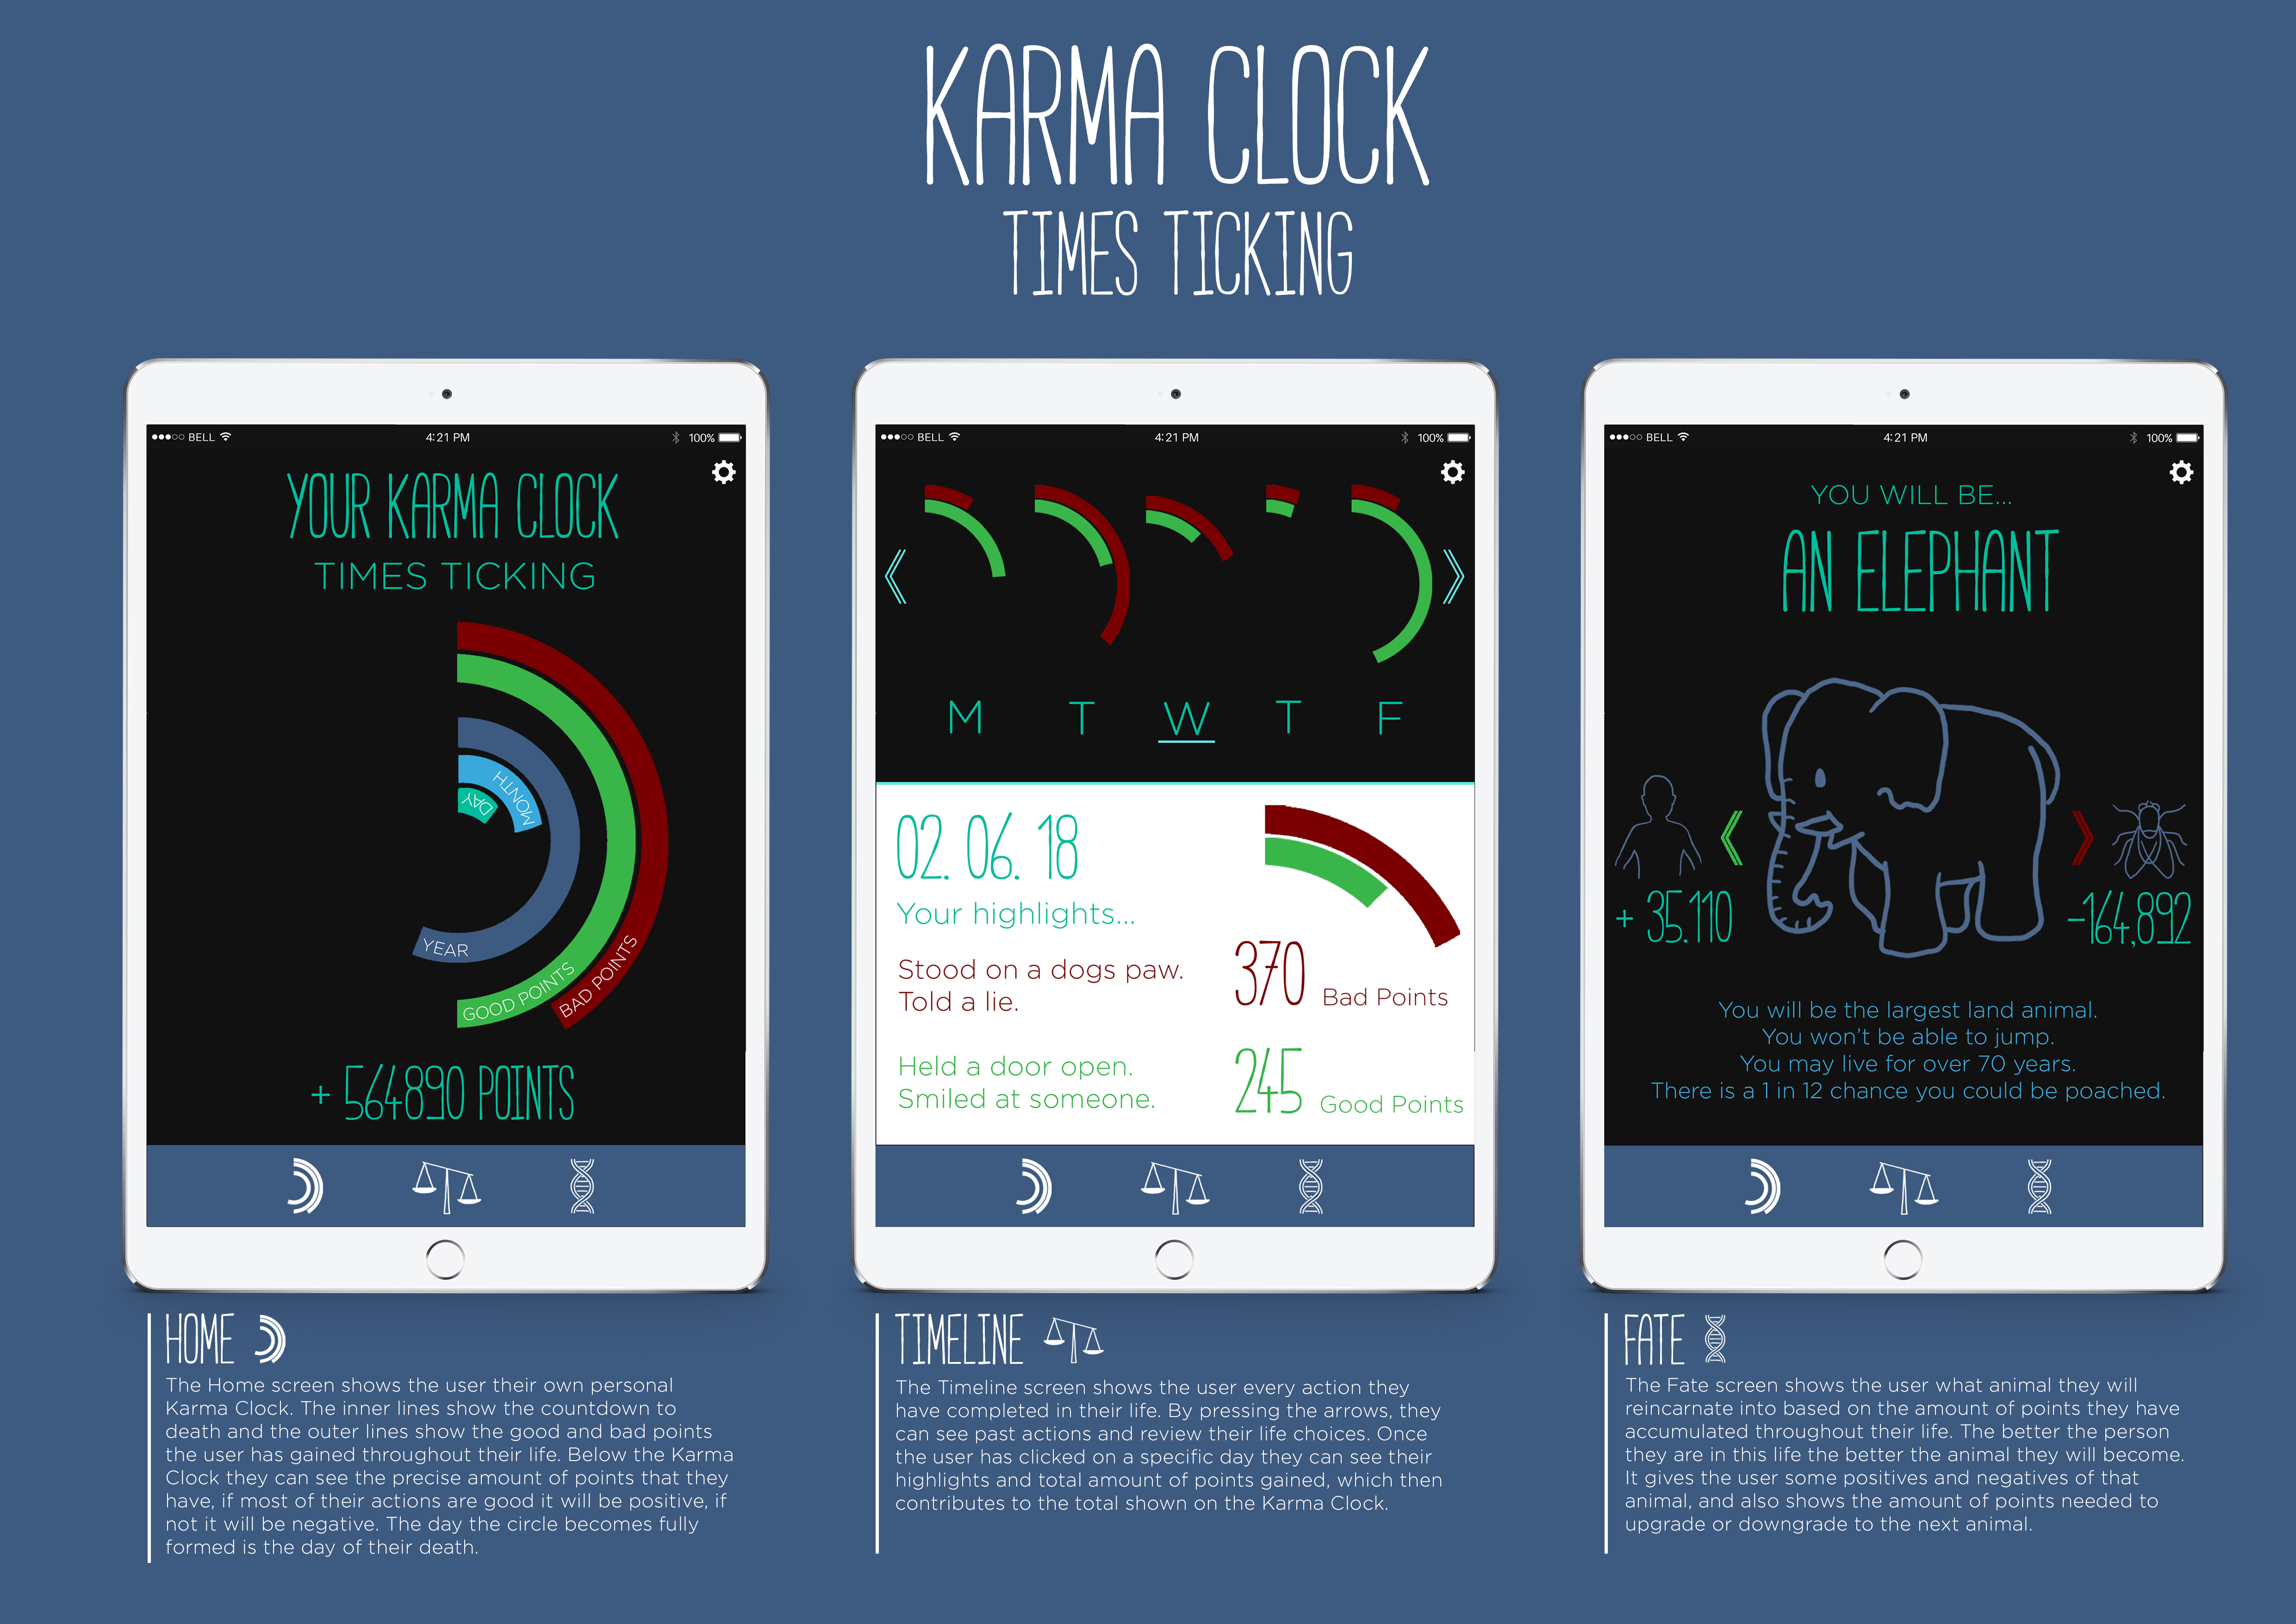 KARMA CLOCK
TIMES TICKING
BELL
4:21 PM
100%
YOUR KARMA CLOCK
TIMES TICKING
DAY
MONTH
YEAR
GOOD POINTS
BAD POINTS
+ 564890 POINTS
BELL
4:21 PM
100%
M T W T F
02. 06. 18
Your highlights...
Stood on a dogs paw.
Told a lie.
370 Bad Points
Held a door open.
Smiled at someone.
245 Good Points
BELL
4:21 PM
100%
YOU WILL BE...
AN ELEPHANT
+ 35.110
-164,892
You will be the largest land animal.
You won't be able to jump.
You may live for over 70 years.
There is a 1 in 12 chance you could be poached.
HOME
The Home screen shows the user their own personal
Karma Clock. The inner lines show the countdown to
death and the outer lines show the good and bad points
the user has gained throughout their life. Below the Karma
Clock they can see the precise amount of points that they
have, if most of their actions are good it will be positive, if
not it will be negative. The day the circle becomes fully
formed is the day of their death.
TIMELINE
The Timeline screen shows the user every action they
have completed in their life. By pressing the arrows, they
can see past actions and review their life choices. Once
the user has clicked on a specific day they can see their
highlights and total amount of points gained, which then
contributes to the total shown on the Karma Clock.
FATE
The Fate screen shows the user what animal they will
reincarnate into based on the amount of points they have
accumulated throughout their life. The better the person
they are in this life the better the animal they will become.
It gives the user some positives and negatives of that
animal, and also shows the amount of points needed to
upgrade or downgrade to the next animal.